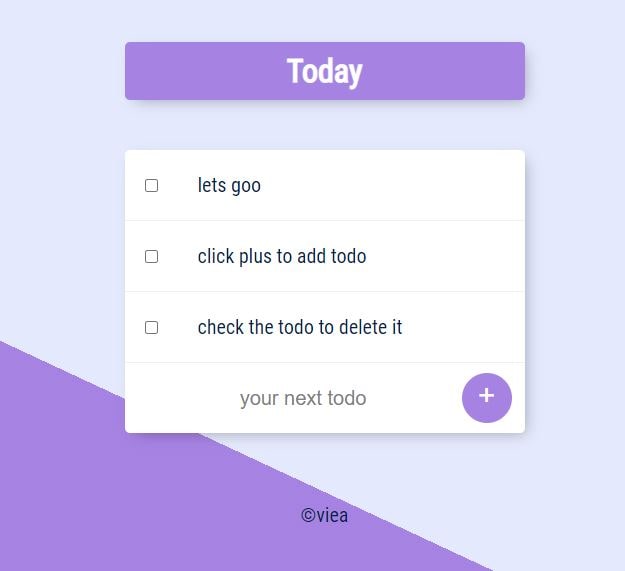 Today
lets goo
click plus to add todo
check the todo to delete it
your next todo
+
©viea